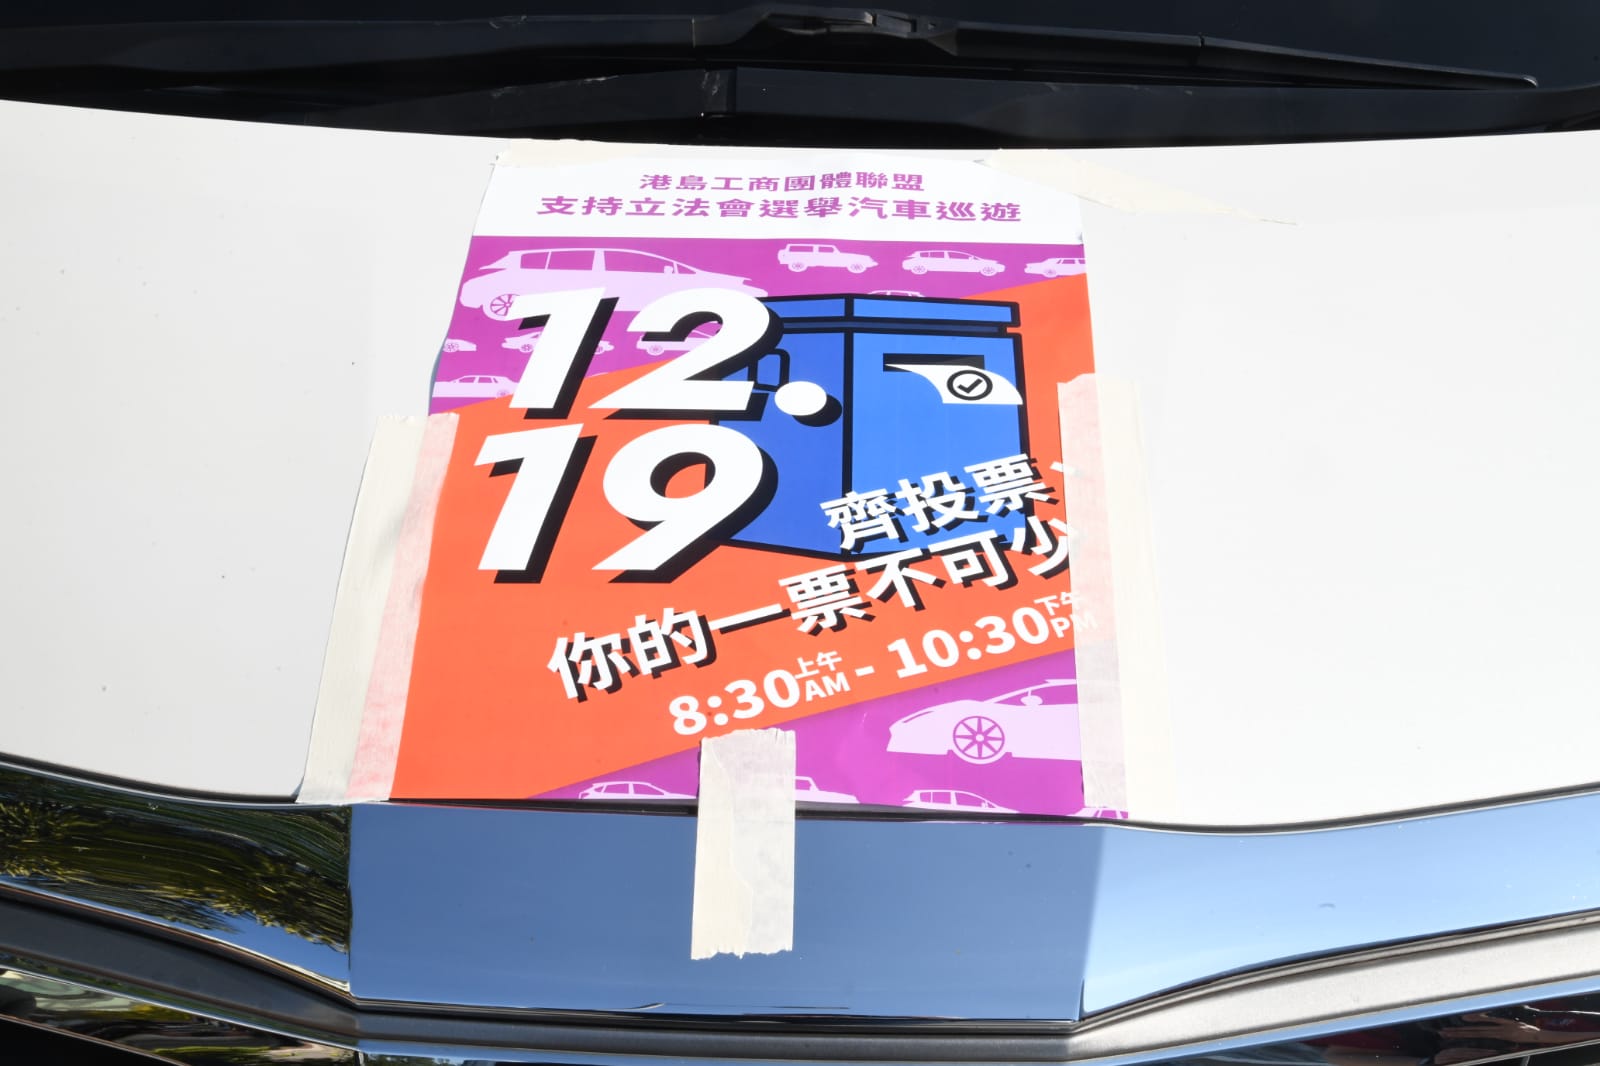 港島工商團體聯盟
支持立法會選舉汽車巡遊
12.
19
齊投票、
你的一票不可少
8:30上午AM - 10:30下午PM